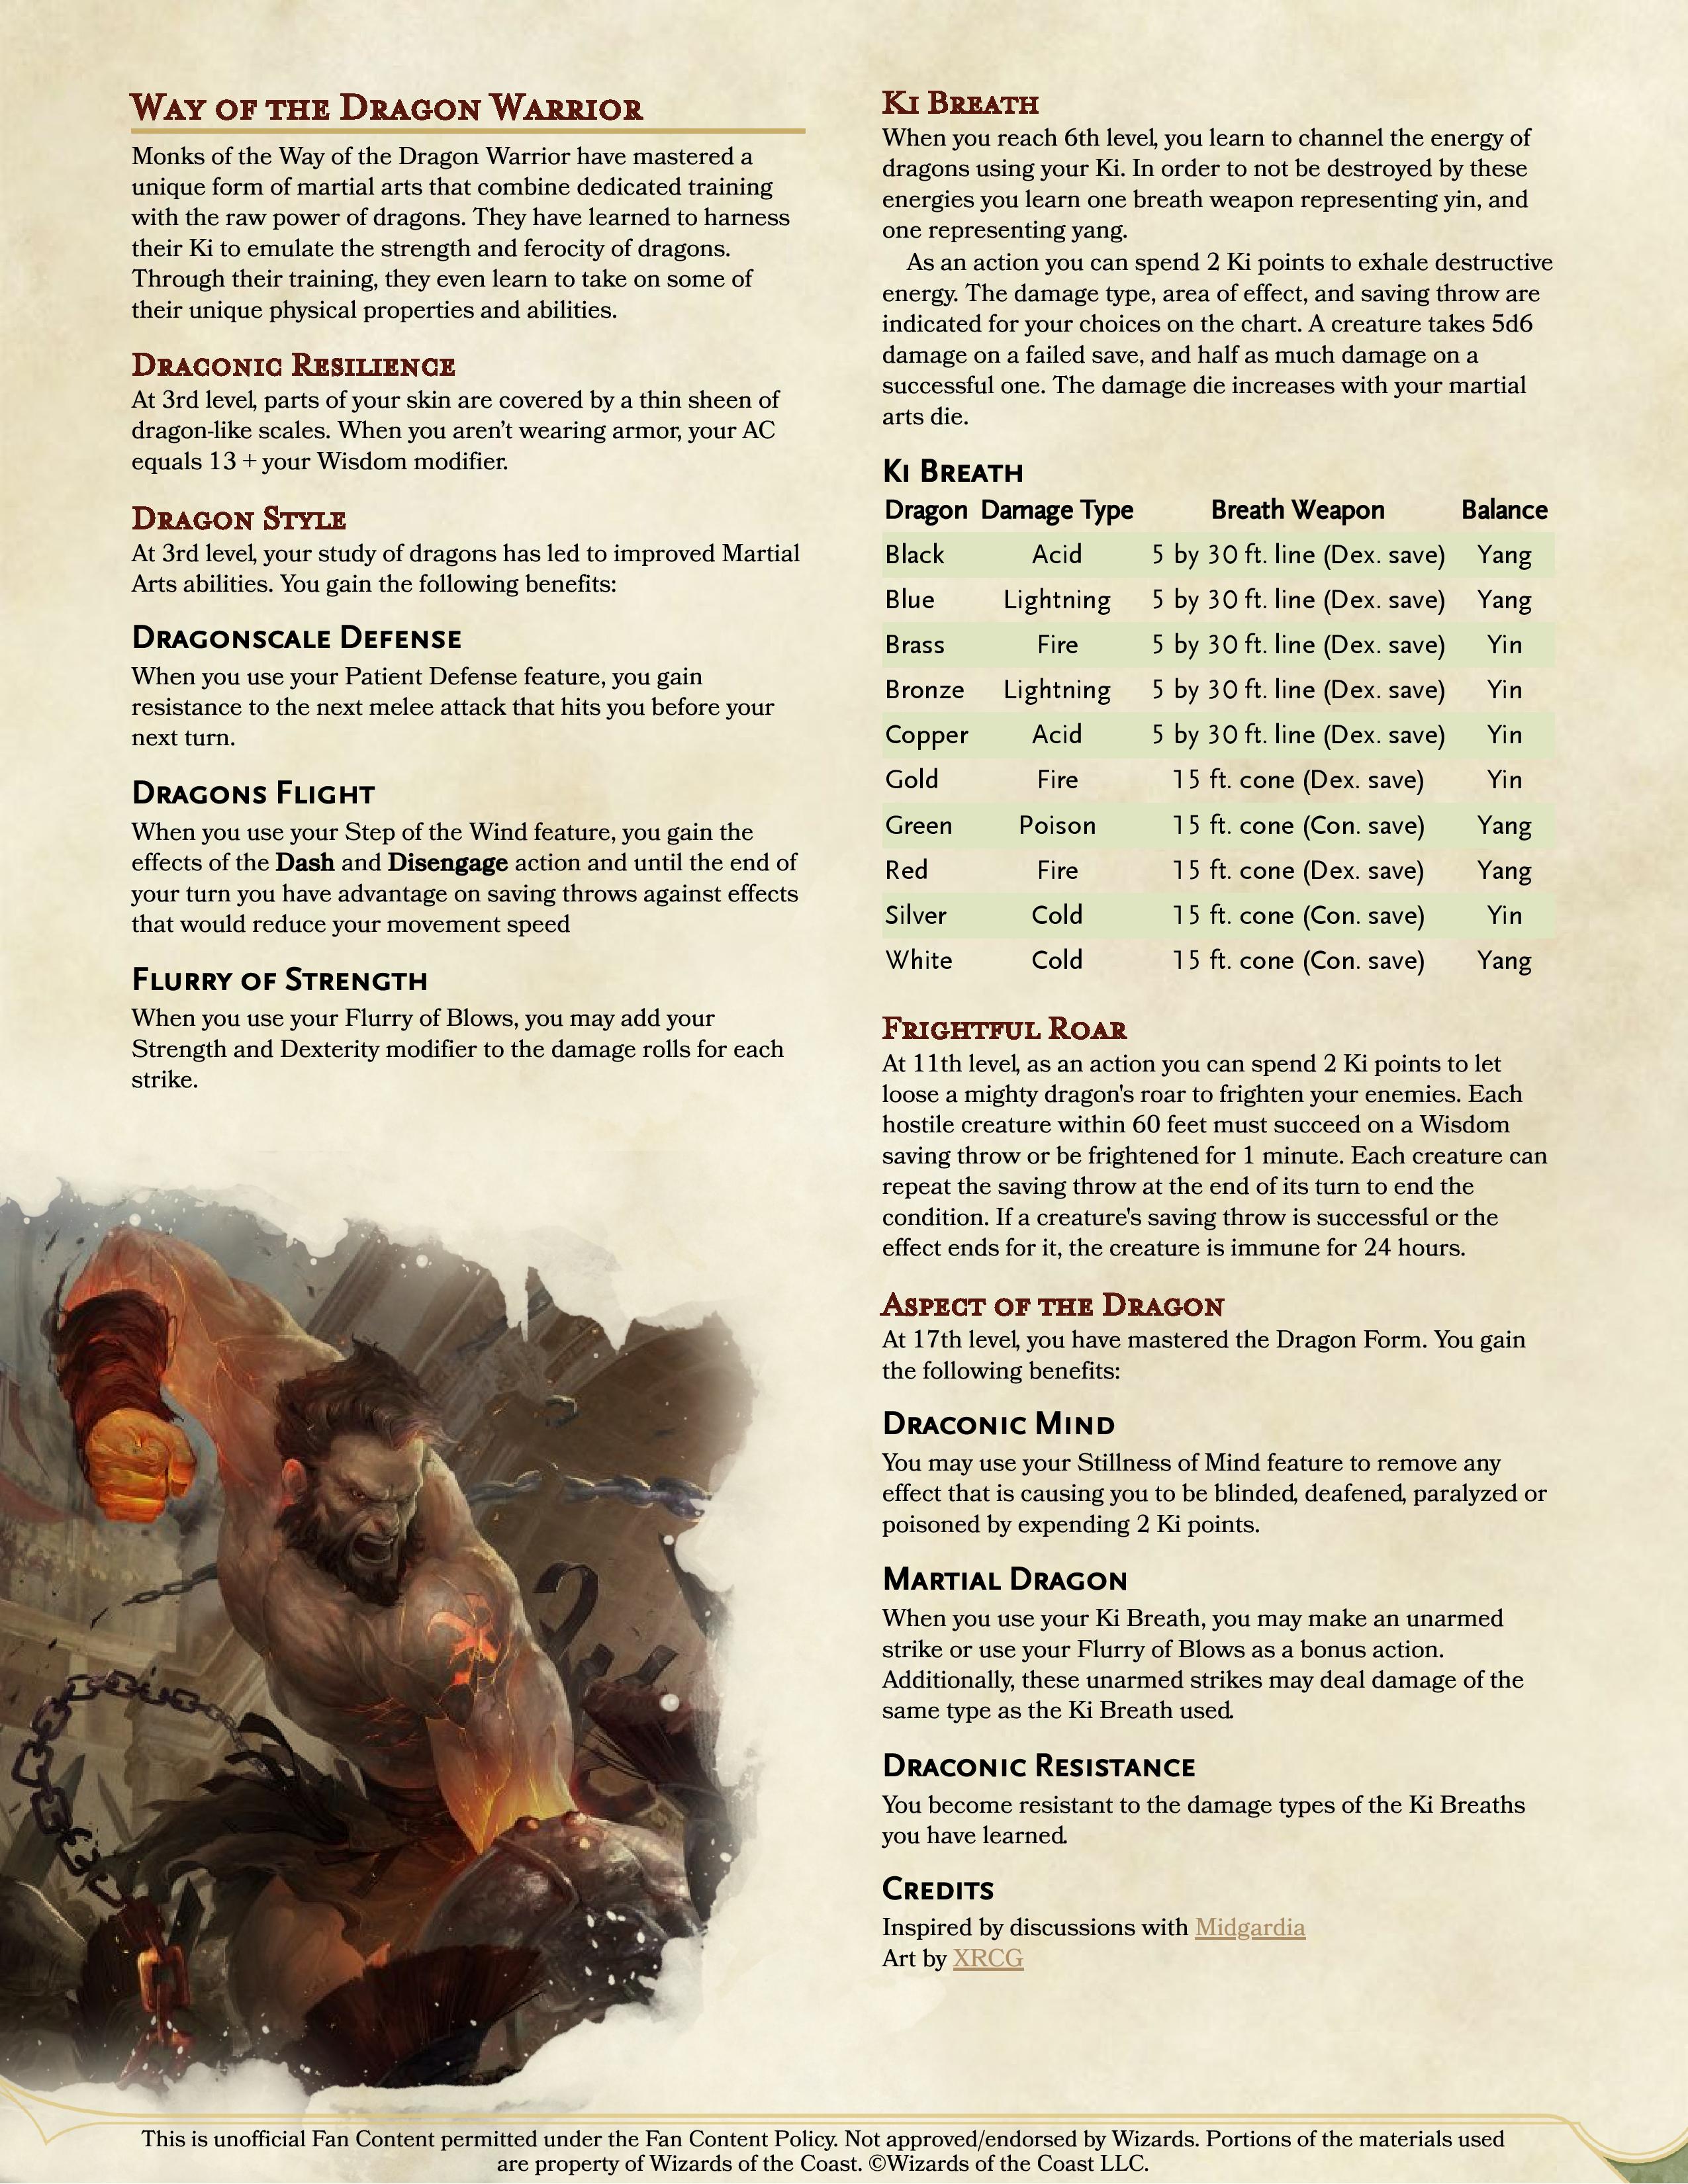 Way of the Dragon Warrior
Monks of the Way of the Dragon Warrior have mastered a
unique form of martial arts that combine dedicated training
with the raw power of dragons. They have learned to harness
their Ki to emulate the strength and ferocity of dragons.
Through their training, they even learn to take on some of
their unique physical properties and abilities.
Draconic Resilience
At 3rd level, parts of your skin are covered by a thin sheen of
dragon-like scales. When you aren't wearing armor, your AC
equals 13 + your Wisdom modifier.
Dragon Style
At 3rd level, your study of dragons has led to improved Martial
Arts abilities. You gain the following benefits:
Dragonscale Defense
When you use your Patient Defense feature, you gain
resistance to the next melee attack that hits you before your
next turn.
Dragons Flight
When you use your Step of the Wind feature, you gain the
effects of the Dash and Disengage action and until the end of
your turn you have advantage on saving throws against effects
that would reduce your movement speed
Flurry of Strength
When you use your Flurry of Blows, you may add your
Strength and Dexterity modifier to the damage rolls for each
strike.
Ki Breath
When you reach 6th level, you learn to channel the energy of
dragons using your Ki. In order to not be destroyed by these
energies you learn one breath weapon representing yin, and
one representing yang.
As an action you can spend 2 Ki points to exhale destructive
energy. The damage type, area of effect, and saving throw are
indicated for your choices on the chart. A creature takes 5d6
damage on a failed save, and half as much damage on a
successful one. The damage die increases with your martial
arts die.
Ki Breath
Dragon Damage Type Breath Weapon Balance
Black Acid 5 by 30 ft. line (Dex. save) Yang
Blue Lightning 5 by 30 ft. line (Dex. save) Yang
Brass Fire 5 by 30 ft. line (Dex. save) Yin
Bronze Lightning 5 by 30 ft. line (Dex. save) Yin
Copper Acid 5 by 30 ft. line (Dex. save) Yin
Gold Fire 15 ft. cone (Dex. save) Yin
Green Poison 15 ft. cone (Con. save) Yang
Red Fire 15 ft. cone (Dex. save) Yang
Silver Cold 15 ft. cone (Con. save) Yin
White Cold 15 ft. cone (Con. save) Yang
Frightful Roar
At 11th level, as an action you can spend 2 Ki points to let
loose a mighty dragon's roar to frighten your enemies. Each
hostile creature within 60 feet must succeed on a Wisdom
saving throw or be frightened for 1 minute. Each creature can
repeat the saving throw at the end of its turn to end the
condition. If a creature's saving throw is successful or the
effect ends for it, the creature is immune for 24 hours.
Aspect of the Dragon
At 17th level, you have mastered the Dragon Form. You gain
the following benefits:
Draconic Mind
You may use your Stillness of Mind feature to remove any
effect that is causing you to be blinded, deafened, paralyzed or
poisoned by expending 2 Ki points.
Martial Dragon
When you use your Ki Breath, you may make an unarmed
strike or use your Flurry of Blows as a bonus action.
Additionally, these unarmed strikes may deal damage of the
same type as the Ki Breath used.
Draconic Resistance
You become resistant to the damage types of the Ki Breaths
you have learned.
Credits
Inspired by discussions with Midgardia
Art by XRCG
This is unofficial Fan Content permitted under the Fan Content Policy. Not approved/endorsed by Wizards. Portions of the materials used
are property of Wizards of the Coast. ©Wizards of the Coast LLC.